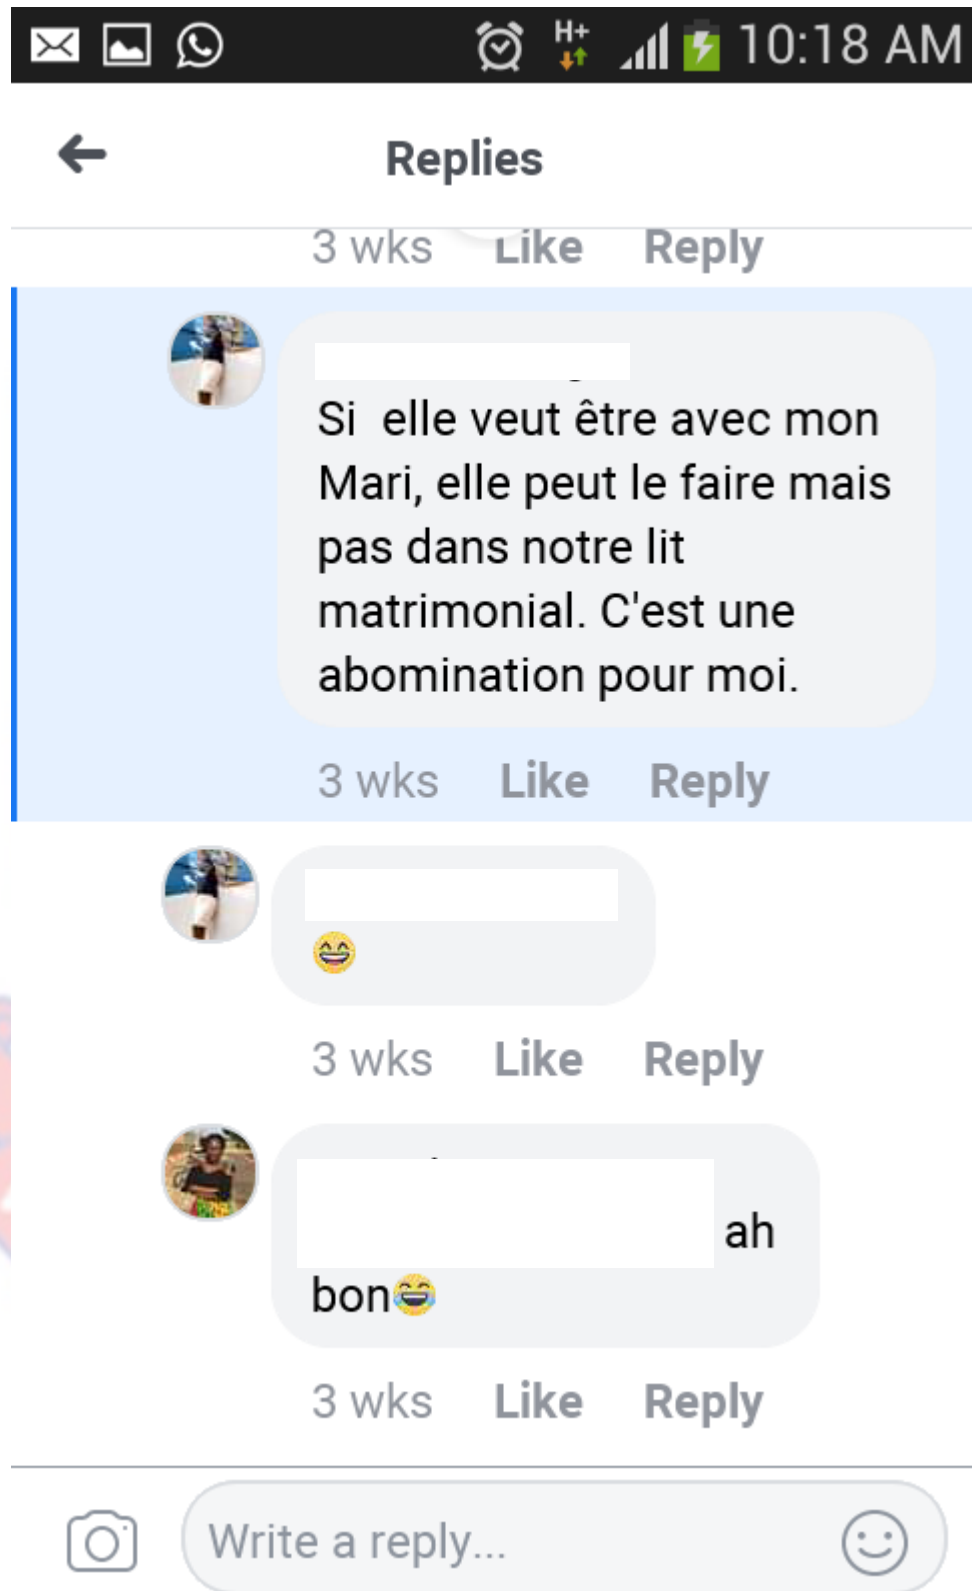 H+ 10:18 AM
Replies
3 wks Like Reply
Si elle veut être avec mon
Mari, elle peut le faire mais
pas dans notre lit
matrimonial. C'est une
abomination pour moi.
3 wks Like Reply
3 wks Like Reply
ah
bon
3 wks Like Reply
Write a reply...